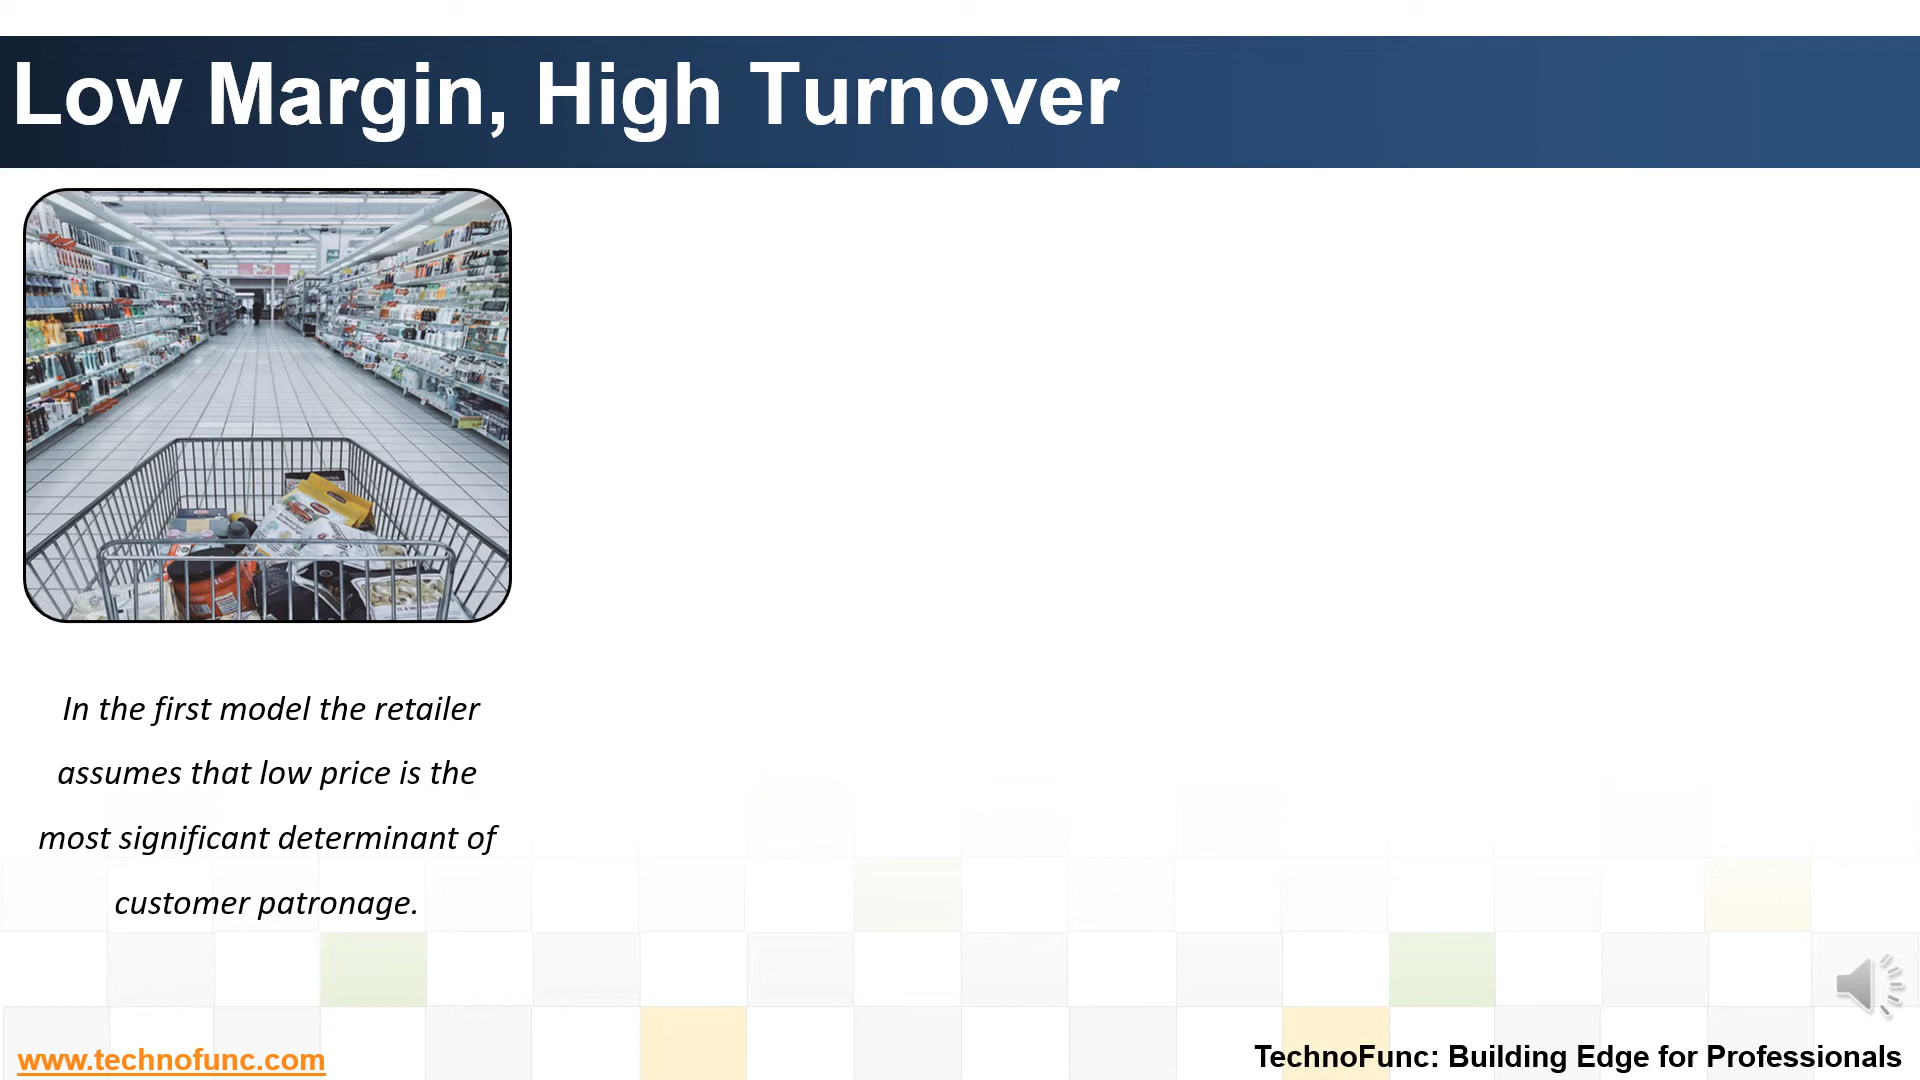 Low Margin, High Turnover
In the first model the retailer
assumes that low price is the
most significant determinant of
customer patronage.
www.technofunc.com
TechnoFunc: Building Edge for Professionals